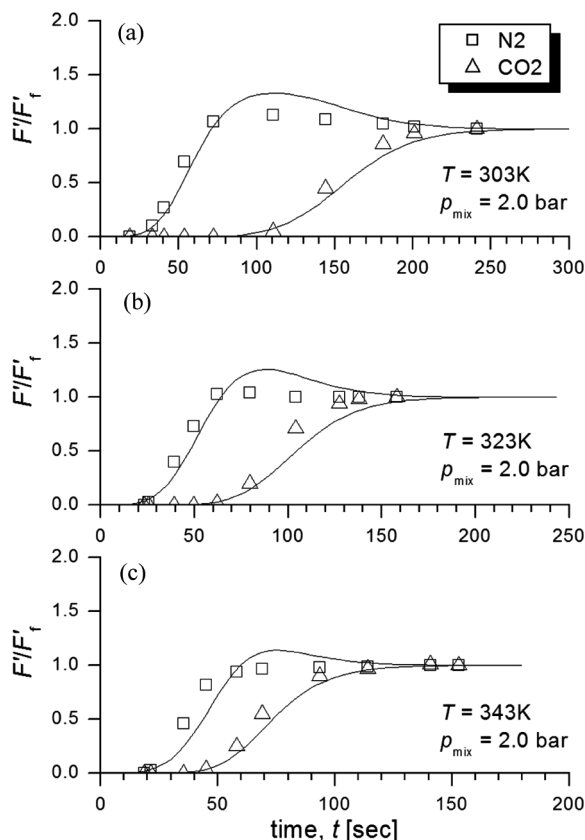 (a)
N2
CO2
2.0
1.5
1.0
0.5
0.0
F'/F'f
T = 303K
pmix = 2.0 bar
0 50 100 150 200 250 300
(b)
2.0
1.5
1.0
0.5
0.0
F'/F'f
T = 323K
pmix = 2.0 bar
0 50 100 150 200 250
(c)
2.0
1.5
1.0
0.5
0.0
F'/F'f
T = 343K
pmix = 2.0 bar
0 50 100 150 200
time, t [sec]